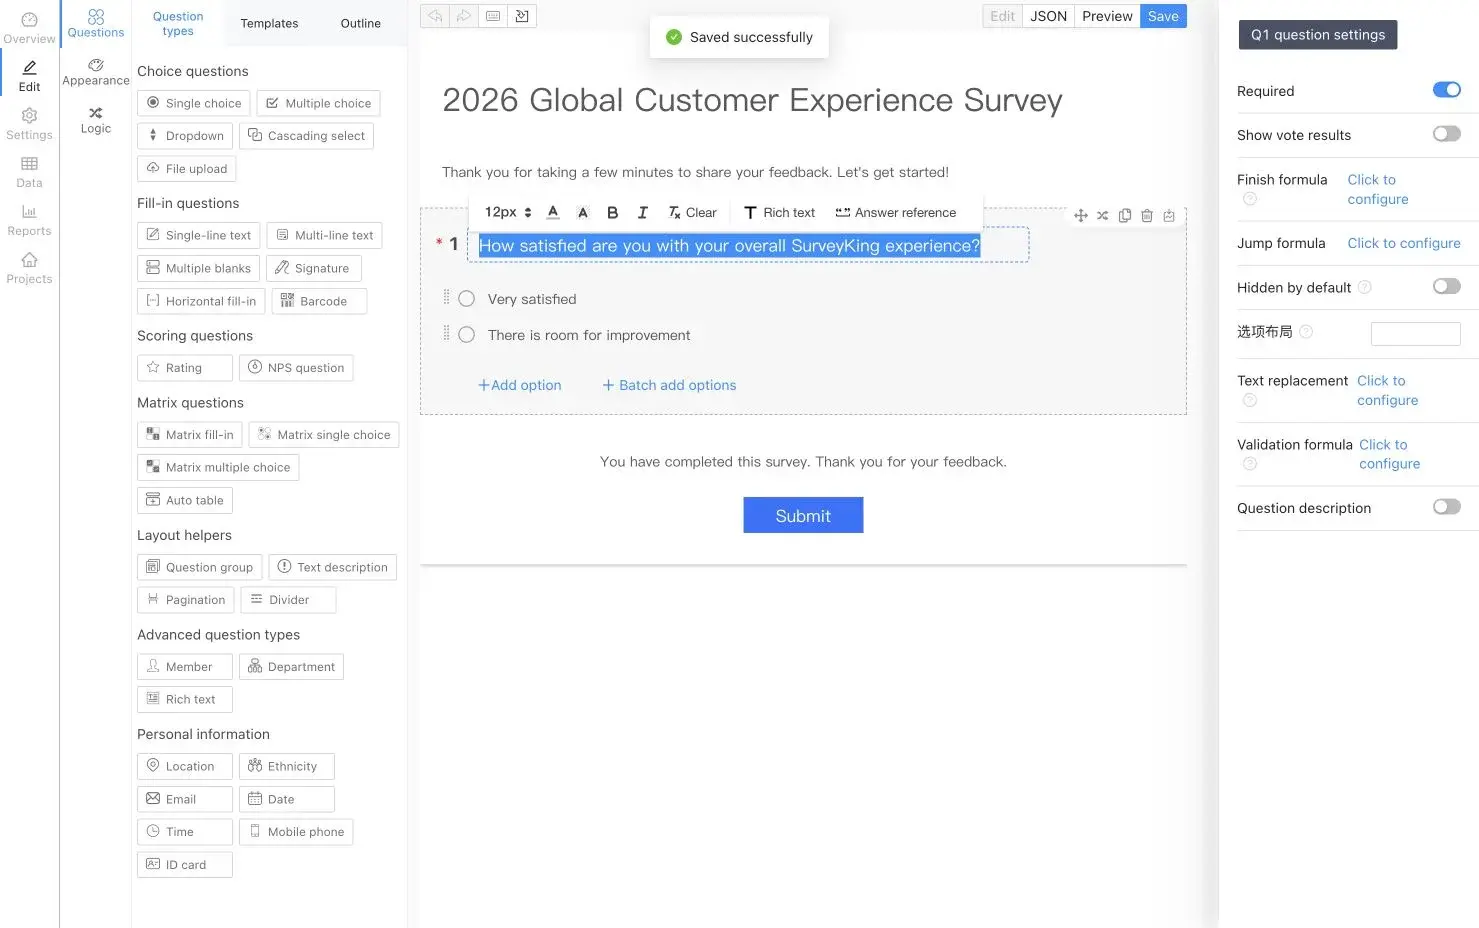 Overview
Edit
Settings
Data
Reports
Projects
Questions
Appearance
Logic
Question types
Templates
Outline
Choice questions
Single choice
Multiple choice
Dropdown
Cascading select
File upload
Fill-in questions
Single-line text
Multi-line text
Multiple blanks
Signature
Horizontal fill-in
Barcode
Scoring questions
Rating
NPS question
Matrix questions
Matrix fill-in
Matrix single choice
Matrix multiple choice
Auto table
Layout helpers
Question group
Text description
Pagination
Divider
Advanced question types
Member
Department
Rich text
Personal information
Location
Ethnicity
Email
Date
Time
Mobile phone
ID card
Edit
JSON
Preview
Save
Saved successfully
2026 Global Customer Experience Survey
Thank you for taking a few minutes to share your feedback. Let's get started!
12px
Clear
Rich text
Answer reference
* 1 How satisfied are you with your overall SurveyKing experience?
Very satisfied
There is room for improvement
+Add option
+ Batch add options
You have completed this survey. Thank you for your feedback.
Submit
Q1 question settings
Required
Show vote results
Finish formula Click to configure
Jump formula Click to configure
Hidden by default
选项布局
Text replacement Click to configure
Validation formula Click to configure
Question description